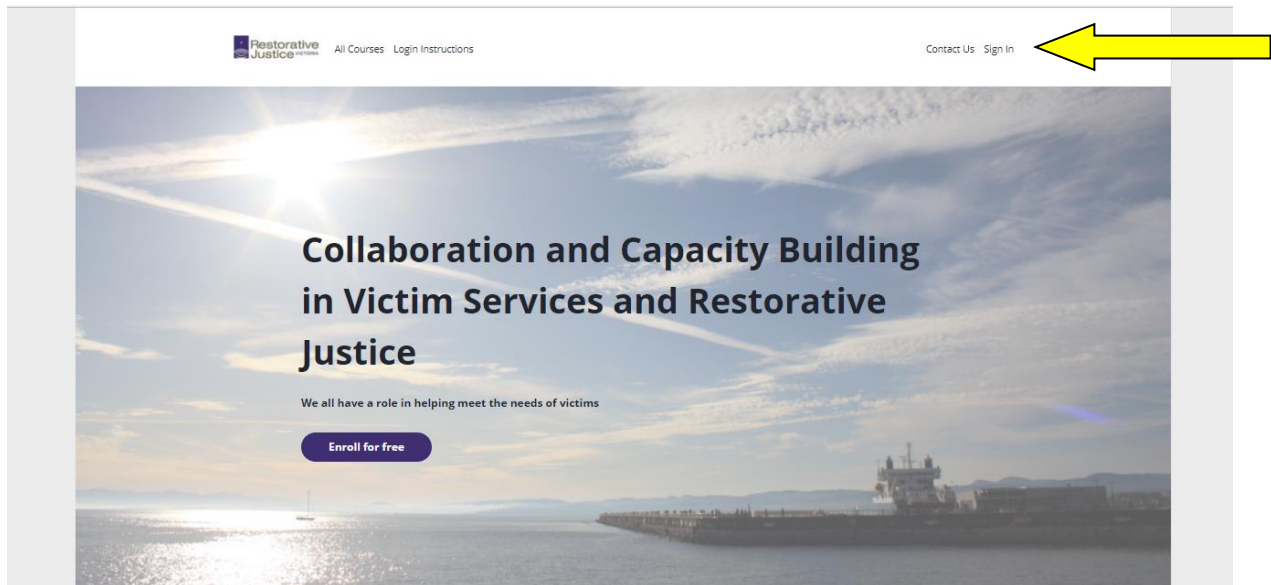 Restorative
Justice VICTORIA
All Courses Login Instructions
Contact Us Sign In
Collaboration and Capacity Building
in Victim Services and Restorative
Justice
We all have a role in helping meet the needs of victims
Enroll for free